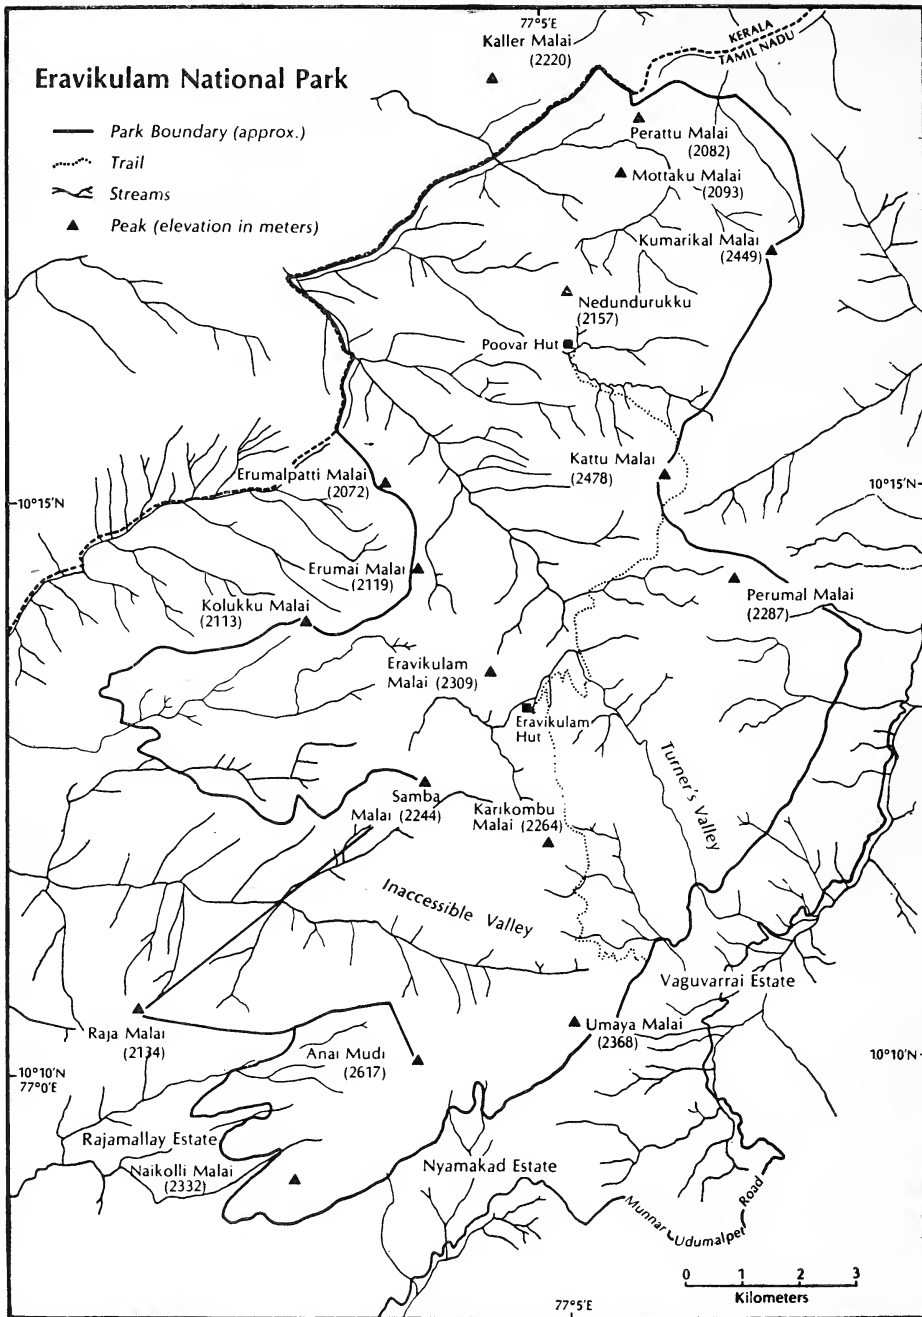 77°5'E
Kaller Malai
(2220)
KERALA
TAMIL NADU
Eravikulam National Park
Park Boundary (approx.)
Trail
Streams
Peak (elevation in meters)
Perattu Malai
(2082)
Mottaku Malai
(2093)
Kumarikal Malai
(2449)
Nedundurukku
(2157)
Poovar Hut
Kattu Malai
(2478)
Erumalpatti Malai
(2072)
10°15'N
10°15'N
Erumai Malai
(2119)
Perumal Malai
(2287)
Kolukku Malai
(2113)
Eravikulam
Malai (2309)
Eravikulam
Hut
Turner's Valley
Samba
Malai (2244)
Karikombu
Malai (2264)
Inaccessible Valley
Vaguvarrai Estate
Raja Malai
(2134)
Anai Mudi
(2617)
Umaya Malai
(2368)
10°10'N
77°0'E
10°10'N
Rajamallay Estate
Naikolli Malai
(2332)
Nyamakad Estate
Munnar Udumalpet Road
0 1 2 3
Kilometers
77°5'E